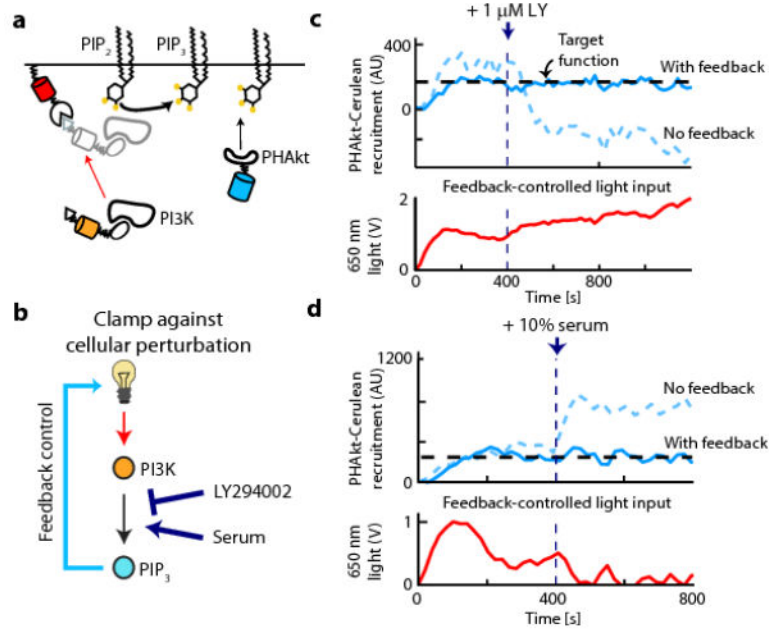 a
PIP2
PIP3
PHAkt
PI3K
b
Clamp against
cellular perturbation
Feedback control
PI3K
LY294002
Serum
PIP3
c
+ 1 μM LY
PHAkt-Cerulean
recruitment (AU)
400
0
Target
function
With feedback
No feedback
Feedback-controlled light input
650 nm
light (V)
2
0
0
400
800
Time [s]
d
+ 10% serum
PHAkt-Cerulean
recruitment (AU)
1200
0
No feedback
With feedback
Feedback-controlled light input
650 nm
light (V)
1
0
0
400
800
Time [s]